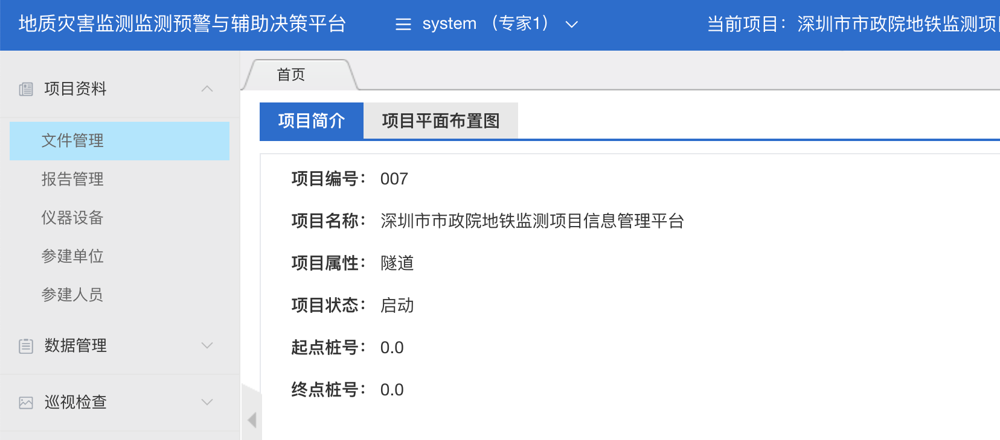 地质灾害监测监测预警与辅助决策平台
system （专家1）
当前项目：深圳市市政院地铁监测项
项目资料
文件管理
报告管理
仪器设备
参建单位
参建人员
数据管理
巡视检查
首页
项目简介
项目平面布置图
项目编号： 007
项目名称： 深圳市市政院地铁监测项目信息管理平台
项目属性： 隧道
项目状态： 启动
起点桩号： 0.0
终点桩号： 0.0